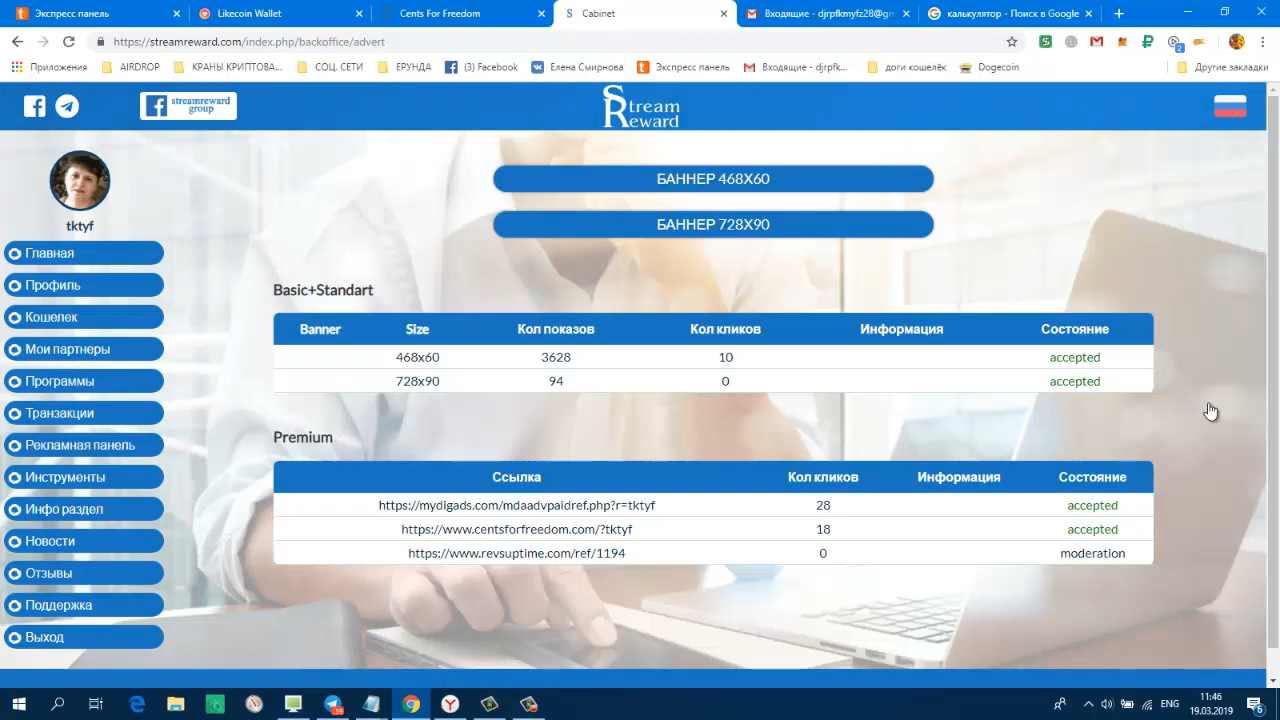 Экспресс панель
Likecoin Wallet
Cents For Freedom
Cabinet
Входящие - djrpfkmyfz28@gm
калькулятор - Поиск в Google
https://streamreward.com/index.php/backoffice/advert
2
Приложения
AIRDROP
КРАНЫ КРИПТОВА...
СОЦ. СЕТИ
ЕРУНДА
(3) Facebook
Елена Смирнова
Экспресс панель
Входящие - djrpfk...
доги кошелёк
Dogecoin
Другие закладки
streamreward
group
Stream
Reward
tktyf
Главная
Профиль
Кошелек
Мои партнеры
Программы
Транзакции
Рекламная панель
Инструменты
Инфо раздел
Новости
Отзывы
Поддержка
Выход
БАННЕР 468X60
БАННЕР 728X90
Basic+Standart
Banner Size Кол показов Кол кликов Информация Состояние
468x60 3628 10 accepted
728x90 94 0 accepted
Premium
Ссылка Кол кликов Информация Состояние
https://mydigads.com/mdaadvpaidref.php?r=tktyf 28 accepted
https://www.centsforfreedom.com/?tktyf 18 accepted
https://www.revsuptime.com/ref/1194 0 moderation
ENG
11:46
19.03.2019